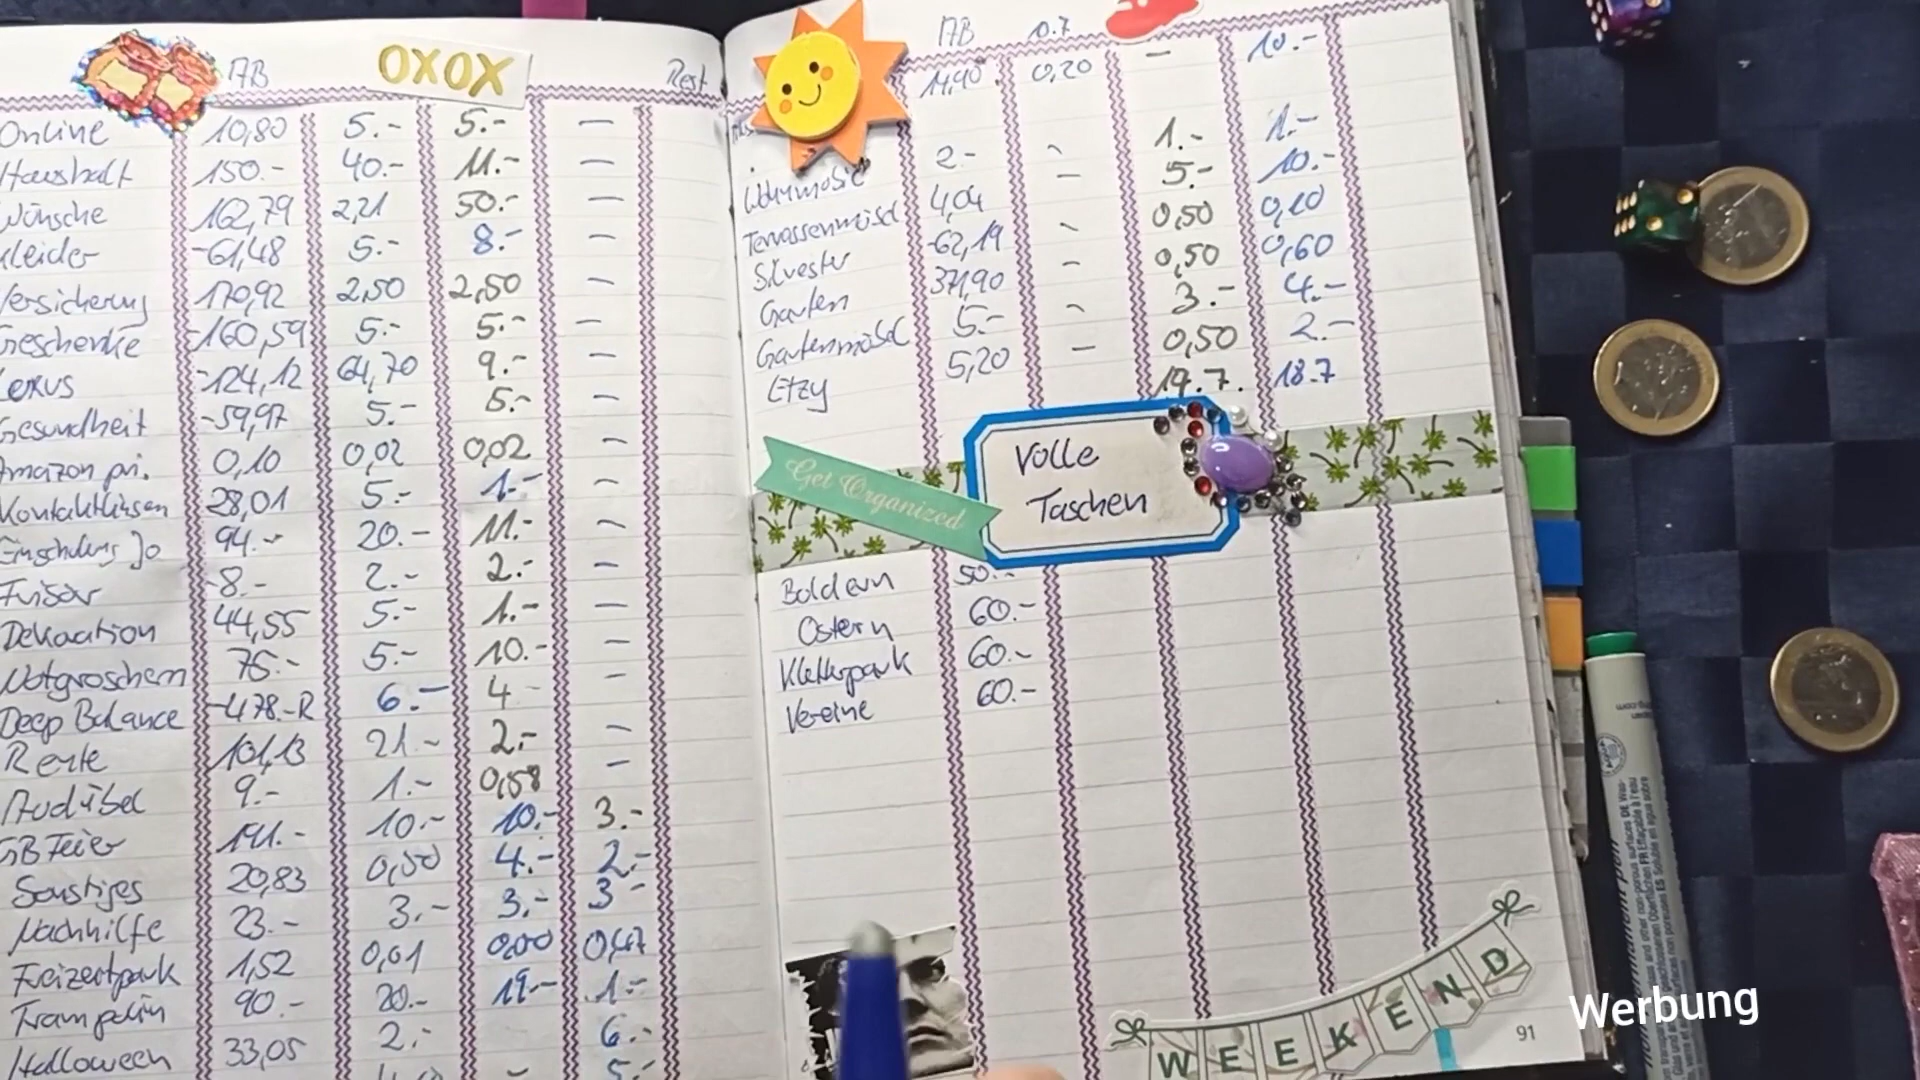 AB OXOX Rest
Online 10,80 5.- 5.- —
Haushalt 150.- 40.- 11.- —
Wünsche 162,79 2,21 50.- —
Kleider -61,48 5.- 8.- —
Versicherung 170,92 2,50 2,50 —
Geschenke -160,59 5.- 5.- —
Lexus -124,12 64,70 9.- —
Gesundheit -59,97 5.- 5.- —
Amazon pri. 0,10 0,02 0,02 —
Kontaktlinsen 28,01 5.- 1.- —
Einschulung Jo 94.- 20.- 11.- —
Frisör 8.- 2.- 2.- —
Dekoration 44,55 5.- 1.- —
Notgroschen 75.- 5.- 10.- —
Deep Balance -478.-R 6.- 4 - —
Rente 101,13 21.- 2.- —
9.- 1.- 0,58 —
GB Feier 141.- 10.- 10.- 3.-
Sonstiges 20,83 0,50 4.- 2.-
Nachhilfe 23.- 3.- 3.- 3-
Freizeitpark 1,52 0,01 0,00 0,47
Trampolin 90.- 20.- 19.- 1.-
Halloween 33,05 2.- 6.-
- 5.-
AB 0.7
14,90 0,20 — 10.-
1.- 1.-
2.- - 5.- 10.-
Terrassenmöbel 4,04 - 0,50 0,10
Silvester -62,19 - 0,50 0,60
Garten - 3.- 4.-
Gartenmöbel 5.- - 0,50 2.-
Etzy 5,20 — 19.7. 18.7
Get Organized
Volle
Taschen
50.-
Ostern 60.-
Kletterpark 60.-
Vereine 60.-
WEEKEND
91
Werbung